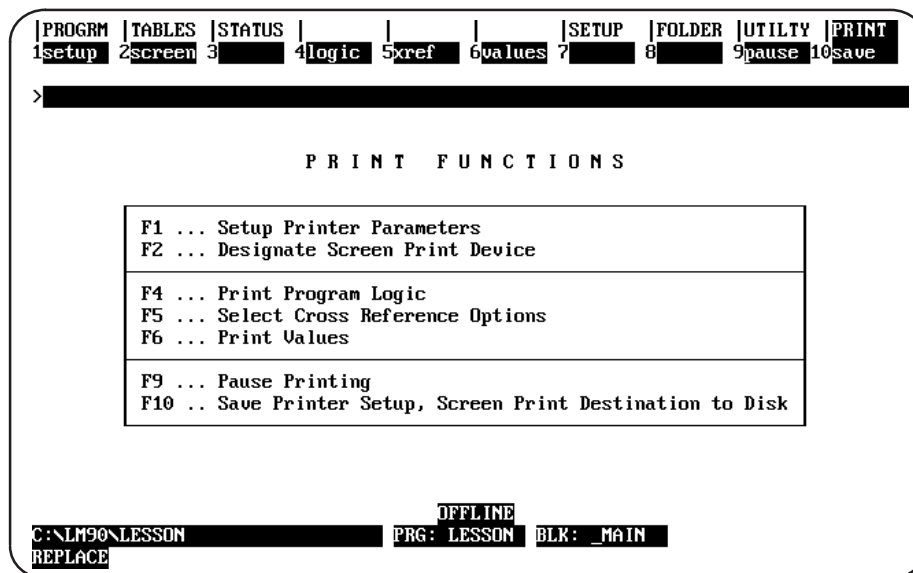 |PROGRM |TABLES |STATUS | | | |SETUP |FOLDER |UTILTY |PRINT
1setup 2screen 3 4logic 5xref 6values 7 8 9pause 10save
>
P R I N T F U N C T I O N S
F1 ... Setup Printer Parameters
F2 ... Designate Screen Print Device
F4 ... Print Program Logic
F5 ... Select Cross Reference Options
F6 ... Print Values
F9 ... Pause Printing
F10 .. Save Printer Setup, Screen Print Destination to Disk
OFFLINE
C:\LM90\LESSON PRG: LESSON BLK: _MAIN
REPLACE